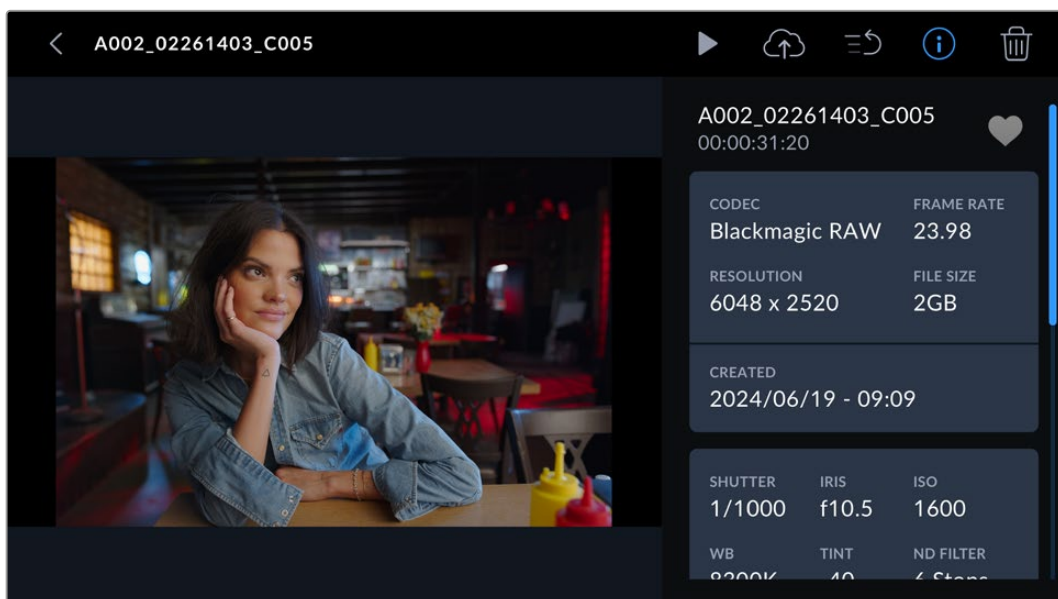 A002_02261403_C005
A002_02261403_C005
00:00:31:20
CODEC FRAME RATE
Blackmagic RAW 23.98
RESOLUTION FILE SIZE
6048 x 2520 2GB
CREATED
2024/06/19 - 09:09
SHUTTER IRIS ISO
1/1000 f10.5 1600
WB TINT ND FILTER